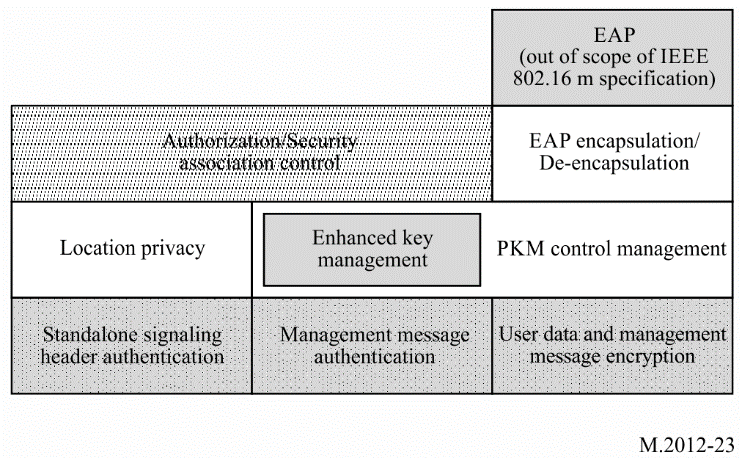 EAP
(out of scope of IEEE
802.16 m specification)
Authorization/Security
association control
EAP encapsulation/
De-encapsulation
Location privacy
Enhanced key
management
PKM control management
Standalone signaling
header authentication
Management message
authentication
User data and management
message encryption
M.2012-23